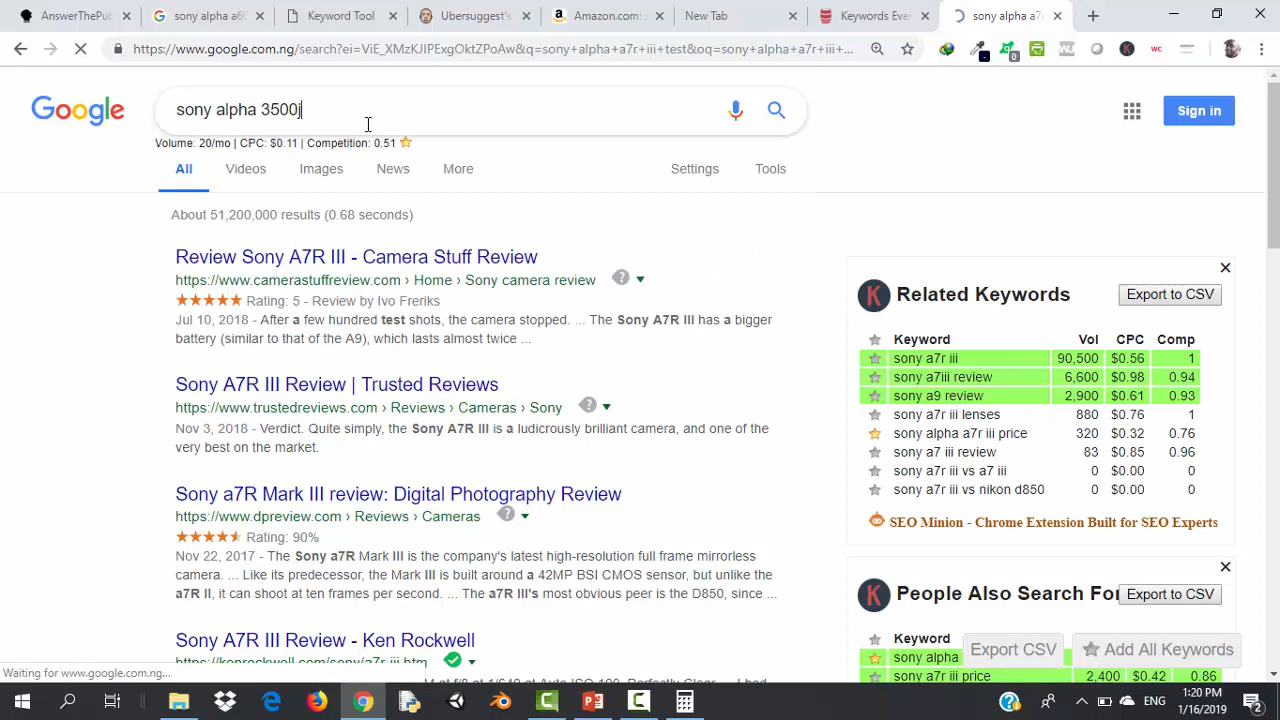 AnswerThePub
sony alpha a60
Keyword Tool
Ubersuggest's
Amazon.com:
New Tab
Keywords Eve
sony alpha a7
https://www.google.com.ng/search?ei=ViE_XMzKJIPExgOktZPoAw&q=sony+alpha+a7r+iii+test&oq=sony+alpha+a7r+iii+...
Google
sony alpha 3500j
Sign in
Volume: 20/mo | CPC: $0.11 | Competition: 0.51
All
Videos
Images
News
More
Settings
Tools
About 51,200,000 results (0.68 seconds)
Review Sony A7R III - Camera Stuff Review
https://www.camerastuffreview.com › Home › Sony camera review
Rating: 5 - Review by Ivo Freriks
Jul 10, 2018 - After a few hundred test shots, the camera stopped. ... The Sony A7R III has a bigger
battery (similar to that of the A9), which lasts almost twice ...
Sony A7R III Review | Trusted Reviews
https://www.trustedreviews.com › Reviews › Cameras › Sony
Nov 3, 2018 - Verdict. Quite simply, the Sony A7R III is a ludicrously brilliant camera, and one of the
very best on the market.
Sony a7R Mark III review: Digital Photography Review
https://www.dpreview.com › Reviews › Cameras
Rating: 90%
Nov 22, 2017 - The Sony a7R Mark III is the company's latest high-resolution full frame mirrorless
camera. ... Like its predecessor, the Mark III is built around a 42MP BSI CMOS sensor, but unlike the
a7R II, it can shoot at ten frames per second. ... The a7R III's most obvious peer is the D850, since ...
Sony A7R III Review - Ken Rockwell
https://kenrockwell.com/sony/a7r-iii.htm
Waiting for www.google.com.ng...
Related Keywords
Export to CSV
Keyword Vol CPC Comp
sony a7r iii 90,500 $0.56 1
sony a7iii review 6,600 $0.98 0.94
sony a9 review 2,900 $0.61 0.93
sony a7r iii lenses 880 $0.76 1
sony alpha a7r iii price 320 $0.32 0.76
sony a7 iii review 83 $0.85 0.96
sony a7r iii vs a7 iii 0 $0.00 0
sony a7r iii vs nikon d850 0 $0.00 0
SEO Minion - Chrome Extension Built for SEO Experts
People Also Search For
Export to CSV
Keyword
Export CSV
Add All Keywords
sony alpha
sony a7r iii price 2,400 $0.42 0.86
ENG
1:20 PM
1/16/2019
2